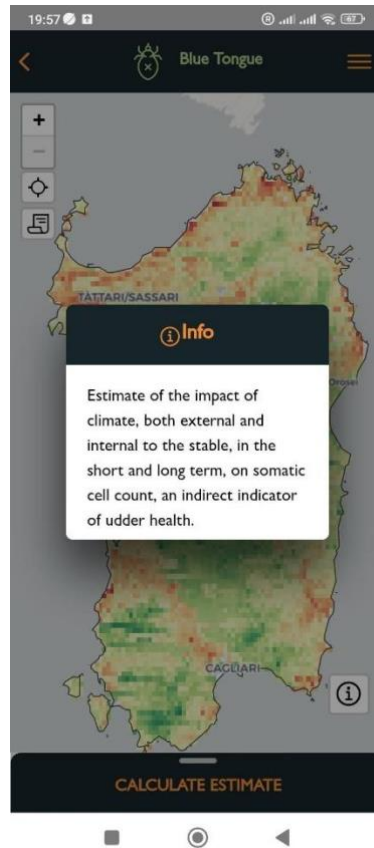 19:57
67
Blue Tongue
TÀTTARI/SASSARI
Info
Orosei
Estimate of the impact of
climate, both external and
internal to the stable, in the
short and long term, on somatic
cell count, an indirect indicator
of udder health.
CAGLIARI
CALCULATE ESTIMATE